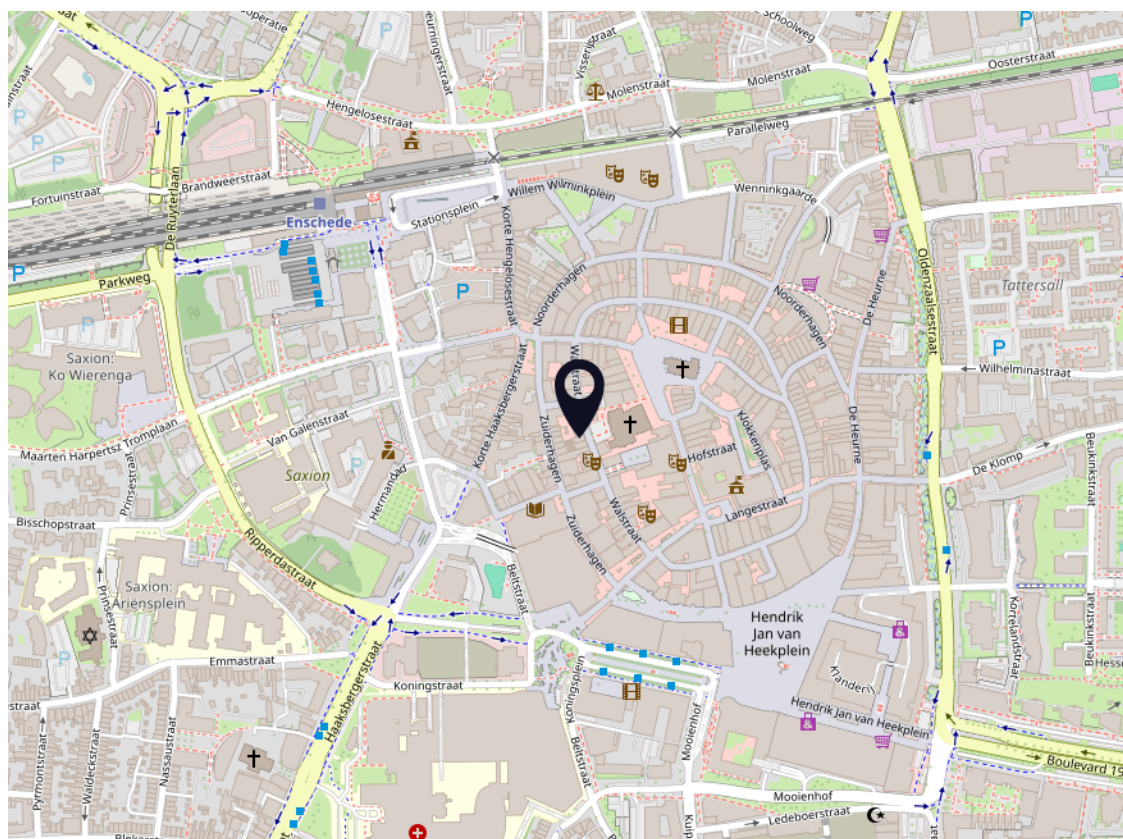 Schoolweg
Visserijstraat
Molenstraat
Oosterstraat
Molenstraat
Hengelosestraat
Parallelweg
Fortuinstraat
Brandweerstraat
De Ruyterlaan
Enschede
Stationsplein
Willem Wilminkplein
Wenninkgaarde
Parkweg
Korte Hengelosestraat
Noorderhagen
Noorderhagen
De Heurne
Oldenzaalsestraat
Tattersall
Saxion:
Ko Wierenga
Wilhelminastraat
Korte Haaksbergerstraat
Zuiderhagen
Klokkenplas
De Heurne
Maarten Harpertsz Tromplaan
Van Galenstraat
Saxion
Hermandad
Hofstraat
De Klomp
Beukinkstraat
Prinsestraat
Bisschopstraat
Langestraat
Walstraat
Zuiderhagen
Ripperdastraat
Beltstraat
Saxion:
Ariënsplein
Prinsestraat
Hendrik
Jan van
Heekplein
Korrelandstraat
Beukinkstraat
Emmastraat
Koningstraat
Koningsplein
Haaksbergerstraat
Hendrik Jan van Heekplein
Pyrmontstraat
Waldeckstraat
Nassaustraat
Beltstraat
Mooienhof
Mooienhof
Ledeboerstraat
Boulevard 19